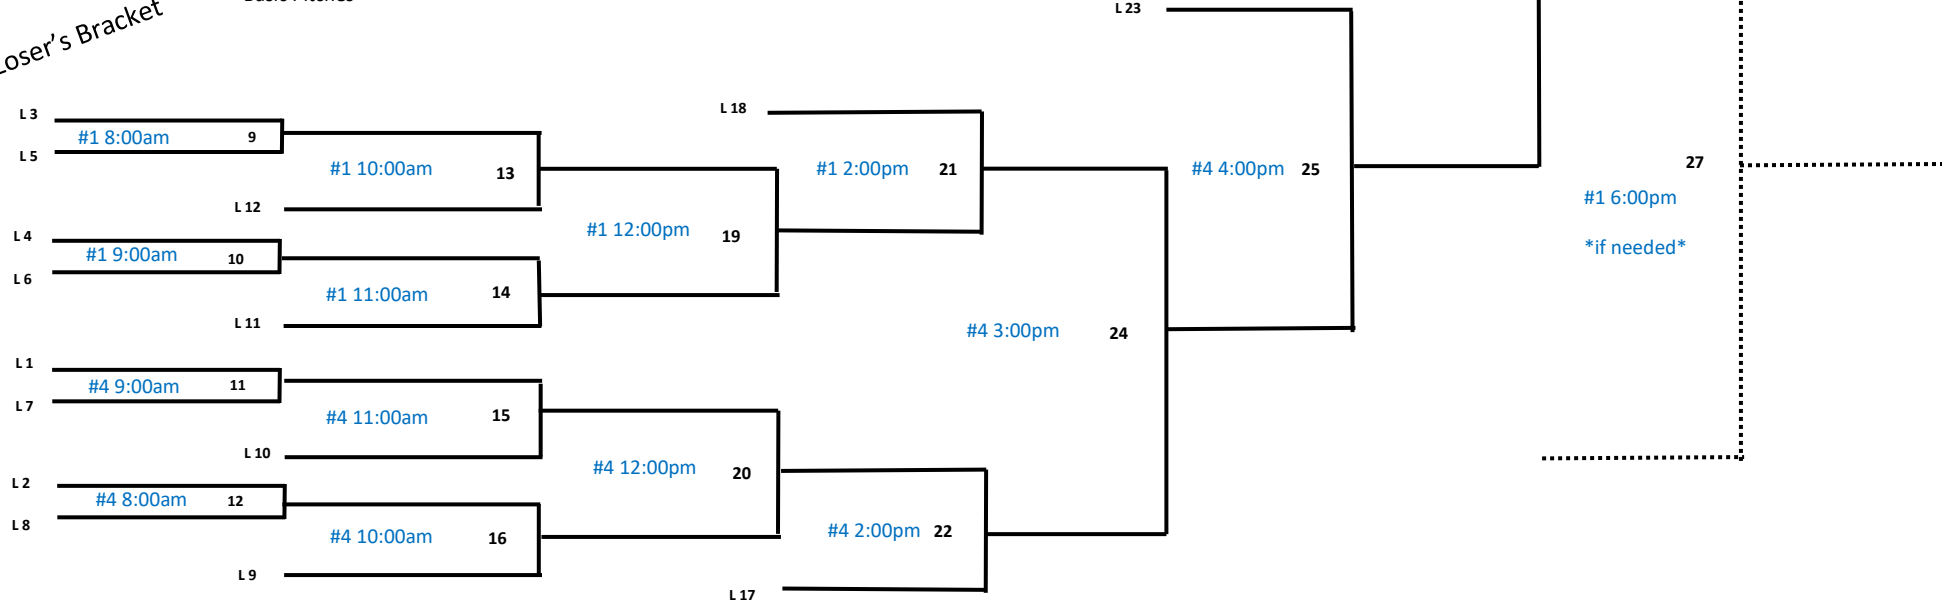 Loser's Bracket
L 23
L 3
#1 8:00am 9
L 5
#1 10:00am 13
L 12
L 4
#1 9:00am 10
L 6
#1 11:00am 14
L 11
#1 12:00pm 19
L 18
#1 2:00pm 21
L 1
#4 9:00am 11
L 7
#4 11:00am 15
L 10
L 2
#4 8:00am 12
L 8
#4 10:00am 16
L 9
#4 12:00pm 20
#4 2:00pm 22
L 17
#4 3:00pm 24
#4 4:00pm 25
27
#1 6:00pm
*if needed*